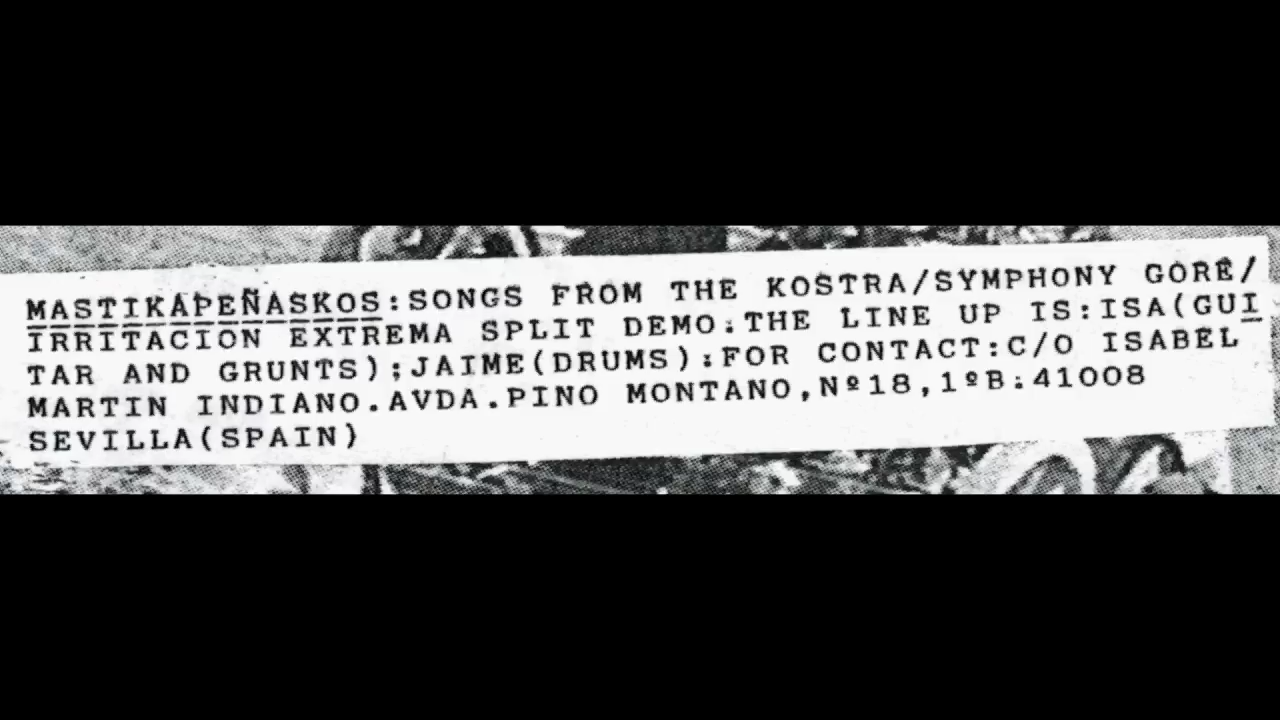 MASTIKAPEÑASKOS:SONGS FROM THE KOSTRA/SYMPHONY GORE/
IRRITACION EXTREMA SPLIT DEMO.THE LINE UP IS:ISA(GUI
TAR AND GRUNTS);JAIME(DRUMS).FOR CONTACT:C/O ISABEL
MARTIN INDIANO.AVDA.PINO MONTANO,Nº18,1ºB.41008
SEVILLA(SPAIN)